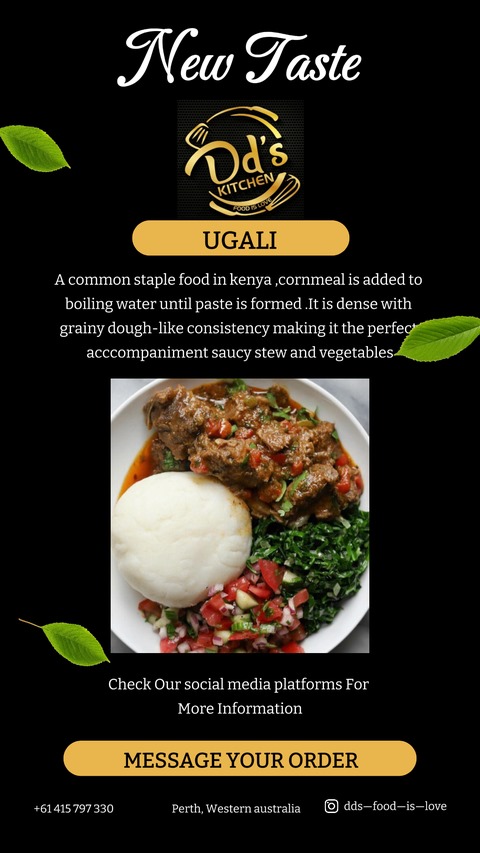 New Taste
Dd's
KITCHEN
FOOD IS LOVE
UGALI
A common staple food in kenya ,cornmeal is added to
boiling water until paste is formed .It is dense with
grainy dough-like consistency making it the perfect
acccompaniment saucy stew and vegetables
Check Our social media platforms For
More Information
MESSAGE YOUR ORDER
+61 415 797 330
Perth, Western australia
dds—food—is—love